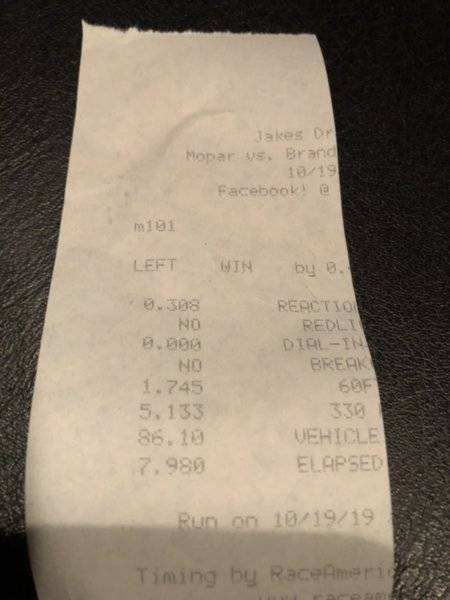 Jakes Dr
Mopar vs. Brand
10/19
Facebook! @
m101
LEFT WIN by 0.
0.308 REACTIO
NO REDLI
0.000 DIAL-IN
NO BREAK
1.745 60F
5.133 330
86.10 VEHICLE
7.980 ELAPSED
Run on 10/19/19
Timing by RaceAmeric
www.raceam